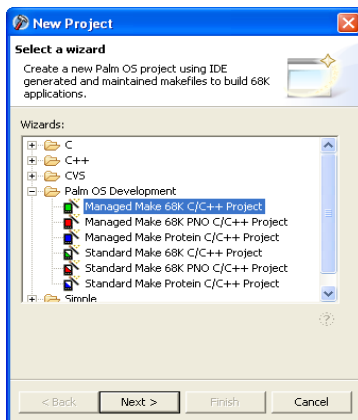 New Project
Select a wizard
Create a new Palm OS project using IDE
generated and maintained makefiles to build 68K
applications.
Wizards:
C
C++
CVS
Palm OS Development
Managed Make 68K C/C++ Project
Managed Make 68K PNO C/C++ Project
Managed Make Protein C/C++ Project
Standard Make 68K C/C++ Project
Standard Make 68K PNO C/C++ Project
Standard Make Protein C/C++ Project
Simple
< Back Next > Finish Cancel